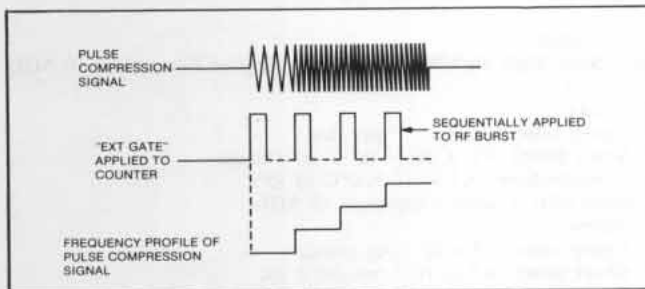 PULSE
COMPRESSION
SIGNAL
"EXT GATE"
APPLIED TO
COUNTER
SEQUENTIALLY APPLIED
TO RF BURST
FREQUENCY PROFILE OF
PULSE COMPRESSION
SIGNAL